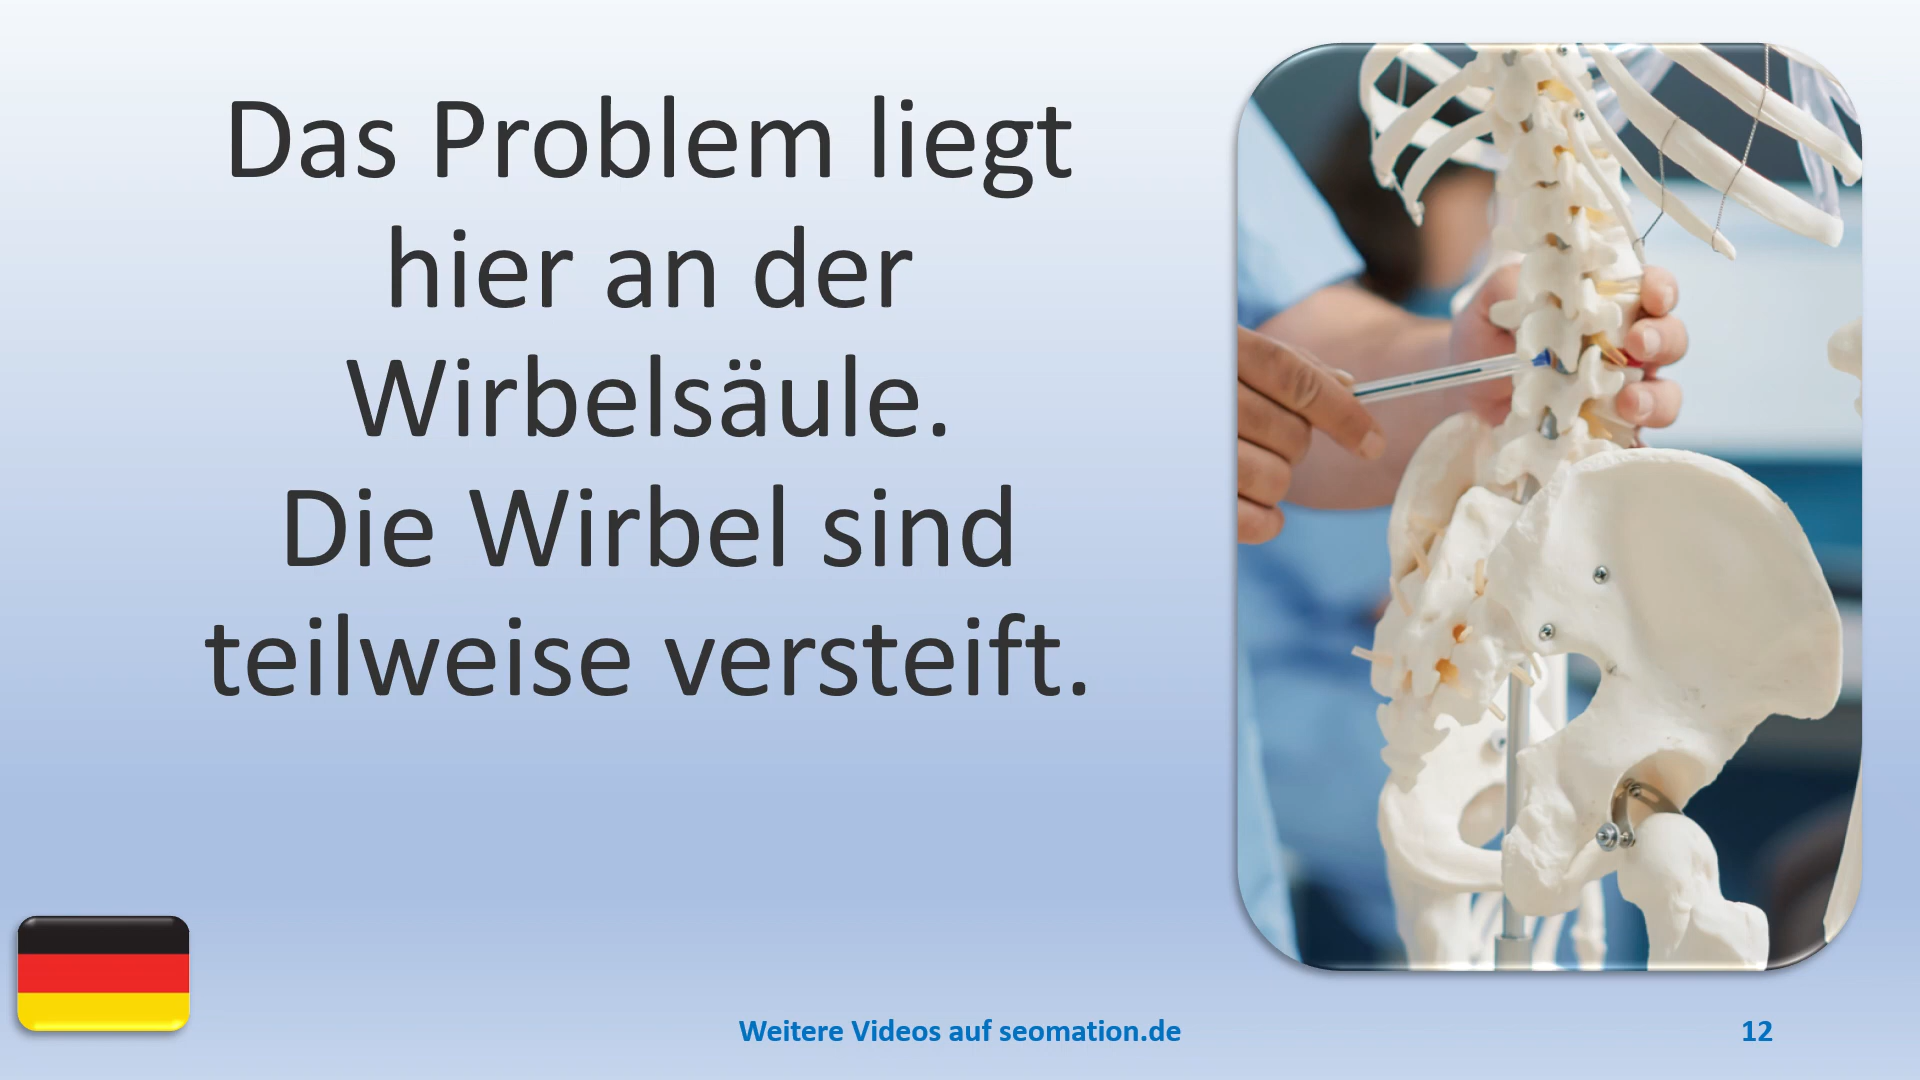 Das Problem liegt
hier an der
Wirbelsäule.
Die Wirbel sind
teilweise versteift.
Weitere Videos auf seomation.de
12